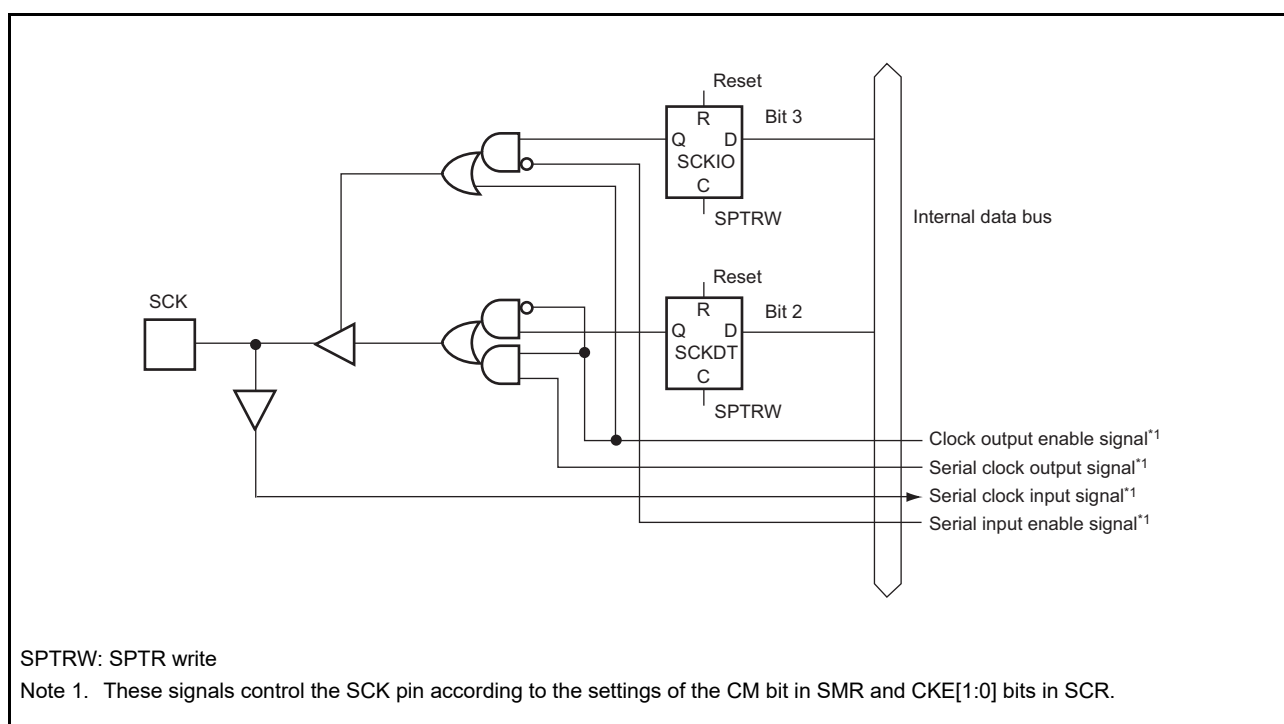 Reset
R
Bit 3
Q D
SCKIO
C
SPTRW
Internal data bus
Reset
SCK
R
Bit 2
Q D
SCKDT
C
SPTRW
Clock output enable signal*1
Serial clock output signal*1
Serial clock input signal*1
Serial input enable signal*1
SPTRW: SPTR write
Note 1. These signals control the SCK pin according to the settings of the CM bit in SMR and CKE[1:0] bits in SCR.